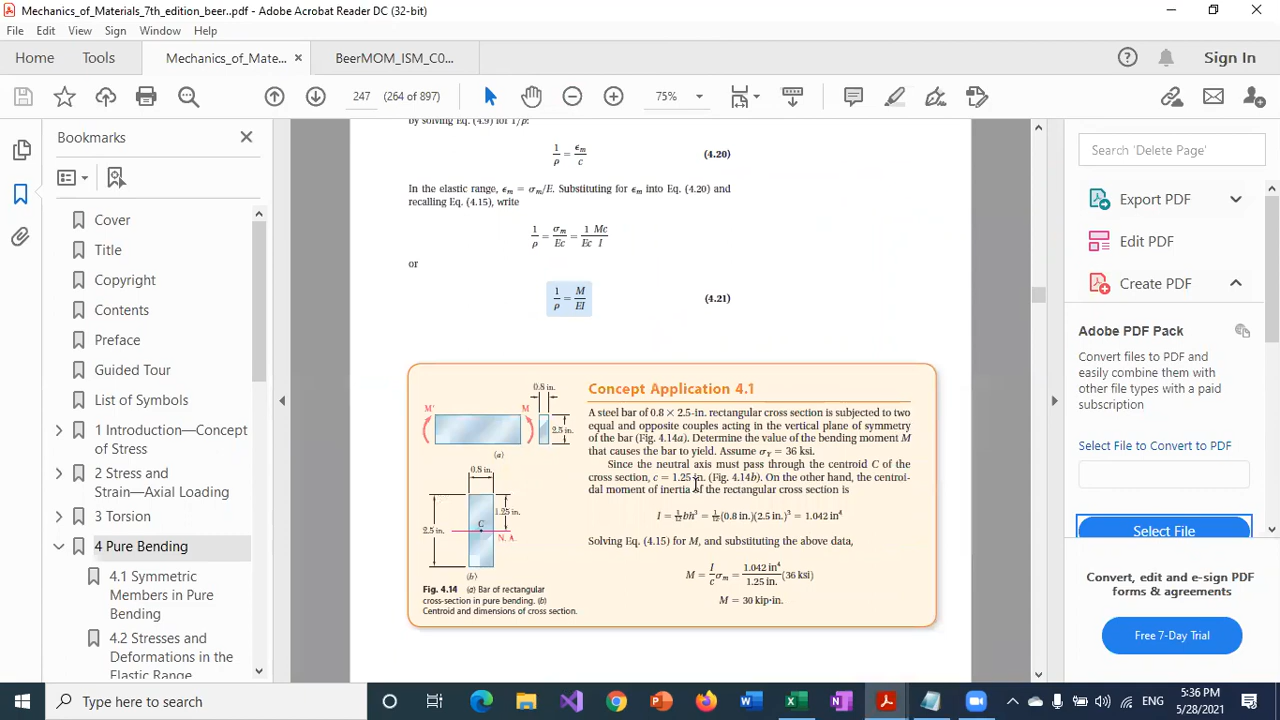 Mechanics_of_Materials_7th_edition_beer..pdf - Adobe Acrobat Reader DC (32-bit)
File Edit View Sign Window Help
Home Tools Mechanics_of_Mate... × BeerMOM_ISM_C0... Sign In
247 (264 of 897) 75%
Bookmarks
Cover
Title
Copyright
Contents
Preface
Guided Tour
List of Symbols
1 Introduction—Concept
of Stress
2 Stress and
Strain—Axial Loading
3 Torsion
4 Pure Bending
4.1 Symmetric
Members in Pure
Bending
4.2 Stresses and
Deformations in the
Elastic Range
by solving Eq. (4.9) for 1/ρ:
1/ρ = ϵm/c (4.20)
In the elastic range, ϵm = σm/E. Substituting for ϵm into Eq. (4.20) and
recalling Eq. (4.15), write
1/ρ = σm/Ec = 1/Ec Mc/I
or
1/ρ = M/EI (4.21)
M' M 0.8 in. 2.5 in.
(a)
0.8 in.
2.5 in. C 1.25 in.
N. A.
(b)
Fig. 4.14 (a) Bar of rectangular
cross-section in pure bending. (b)
Centroid and dimensions of cross section.
Concept Application 4.1
A steel bar of 0.8 × 2.5-in. rectangular cross section is subjected to two
equal and opposite couples acting in the vertical plane of symmetry
of the bar (Fig. 4.14a). Determine the value of the bending moment M
that causes the bar to yield. Assume σY = 36 ksi.
Since the neutral axis must pass through the centroid C of the
cross section, c = 1.25 in. (Fig. 4.14b). On the other hand, the centroi-
dal moment of inertia of the rectangular cross section is
I = 1/12 bh³ = 1/12 (0.8 in.)(2.5 in.)³ = 1.042 in⁴
Solving Eq. (4.15) for M, and substituting the above data,
M = I/c σm = 1.042 in⁴/1.25 in. (36 ksi)
M = 30 kip·in.
Search 'Delete Page'
Export PDF
Edit PDF
Create PDF
Adobe PDF Pack
Convert files to PDF and
easily combine them with
other file types with a paid
subscription
Select File to Convert to PDF
Select File
Convert, edit and e-sign PDF
forms & agreements
Free 7-Day Trial
Type here to search
ENG
5:36 PM
5/28/2021